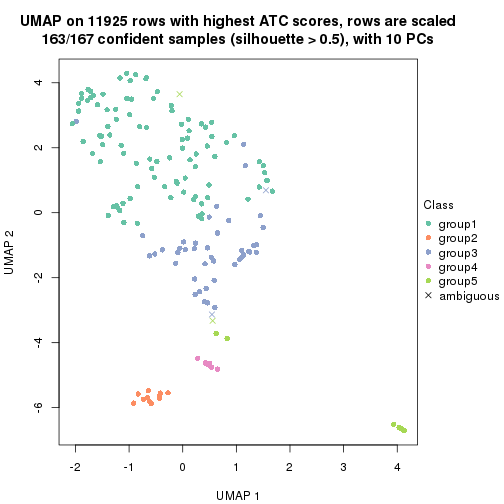 UMAP on 11925 rows with highest ATC scores, rows are scaled
163/167 confident samples (silhouette > 0.5), with 10 PCs
4
2
0
-2
-4
-6
UMAP 2
-2
-1
0
1
2
3
4
UMAP 1
Class
group1
group2
group3
group4
group5
ambiguous